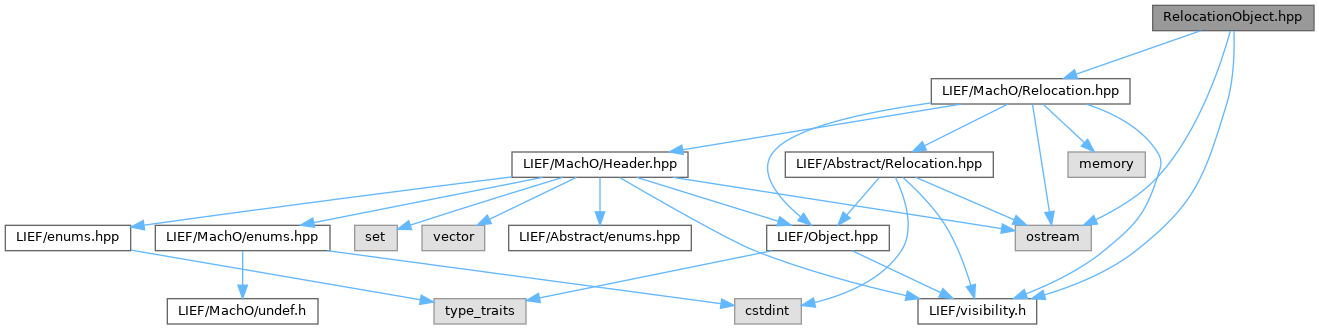 RelocationObject.hpp
LIEF/MachO/Relocation.hpp
LIEF/MachO/Header.hpp
LIEF/Abstract/Relocation.hpp
memory
LIEF/enums.hpp
LIEF/MachO/enums.hpp
set
vector
LIEF/Abstract/enums.hpp
LIEF/Object.hpp
ostream
LIEF/MachO/undef.h
type_traits
cstdint
LIEF/visibility.h